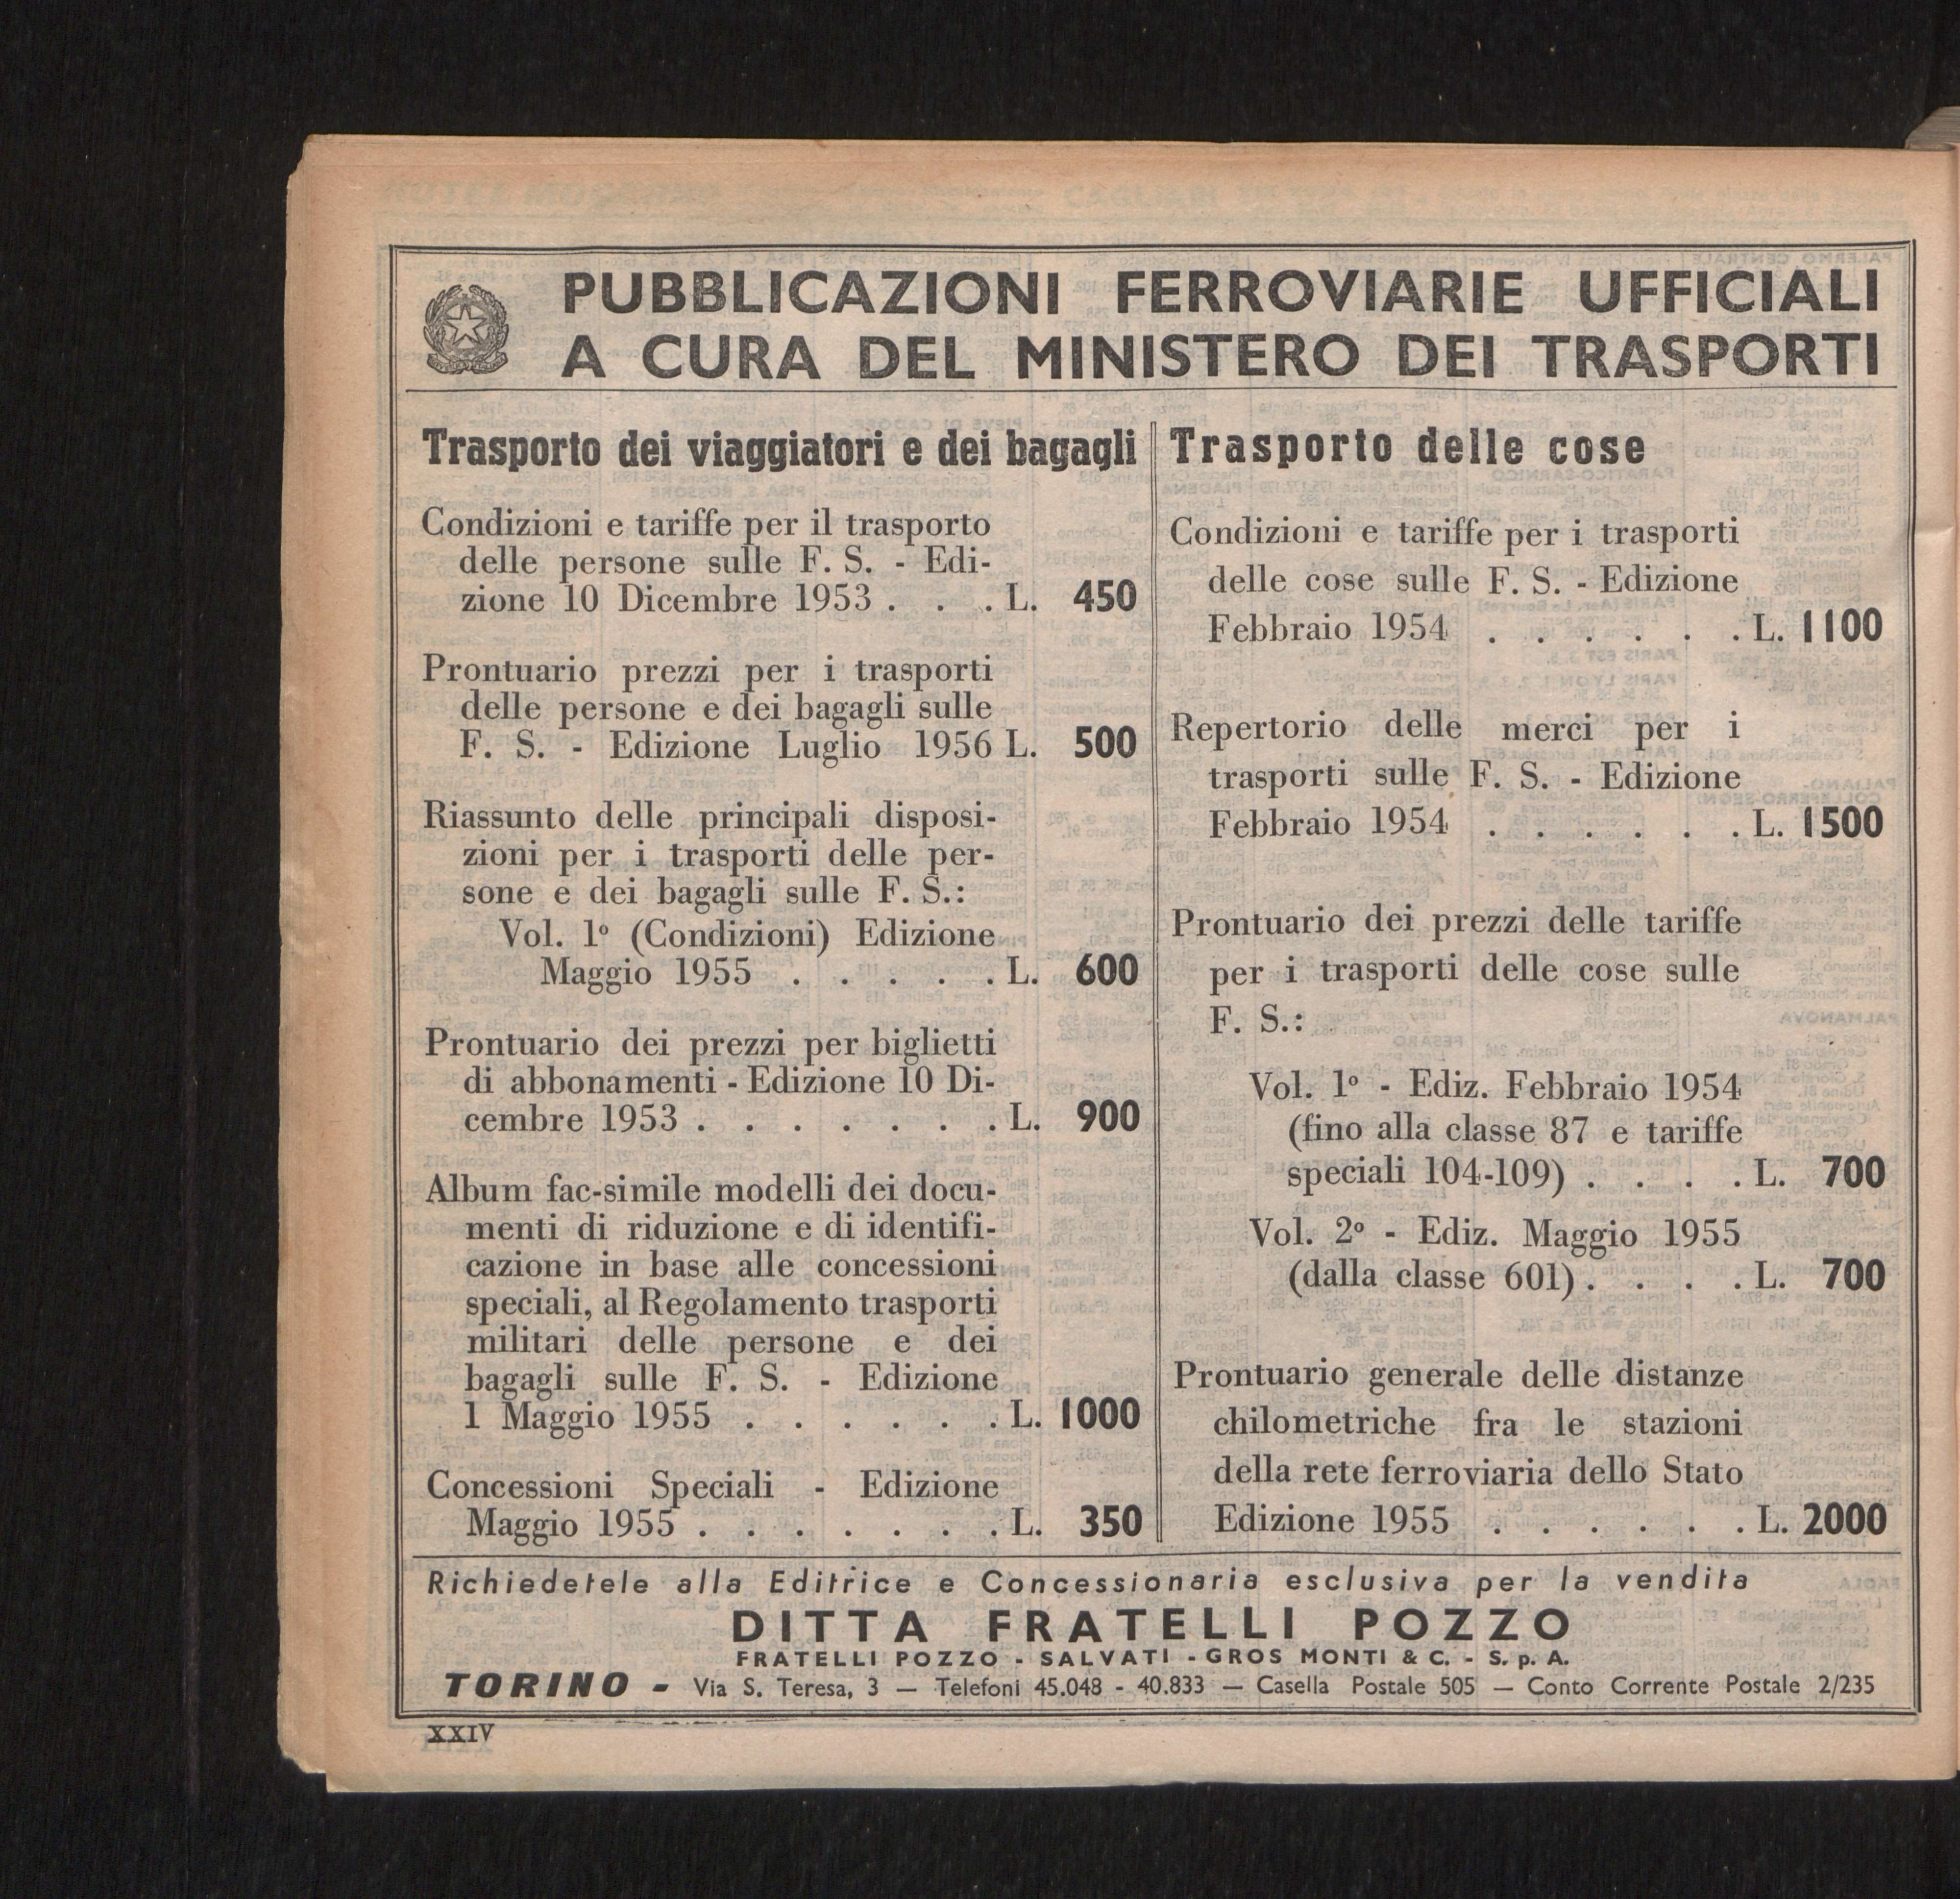 PUBBLICAZIONI FERROVIARIE UFFICIALI
A CURA DEL MINISTERO DEI TRASPORTI
Trasporto dei viaggiatori e dei bagagli
Condizioni e tariffe per il trasporto
delle persone sulle F. S. - Edi-
zione 10 Dicembre 1953 . . . L. 450
Prontuario prezzi per i trasporti
delle persone e dei bagagli sulle
F. S. - Edizione Luglio 1956 L. 500
Riassunto delle principali disposi-
zioni per i trasporti delle per-
sone e dei bagagli sulle F. S.:
Vol. 1º (Condizioni) Edizione
Maggio 1955 . . . . . L. 600
Prontuario dei prezzi per biglietti
di abbonamenti - Edizione 10 Di-
cembre 1953 . . . . . . . L. 900
Album fac-simile modelli dei docu-
menti di riduzione e di identifi-
cazione in base alle concessioni
speciali, al Regolamento trasporti
militari delle persone e dei
bagagli sulle F. S. - Edizione
1 Maggio 1955 . . . . . . L. 1000
Concessioni Speciali - Edizione
Maggio 1955 . . . . . . . L. 350
Trasporto delle cose
Condizioni e tariffe per i trasporti
delle cose sulle F. S. - Edizione
Febbraio 1954 . . . . . . L. 1100
Repertorio delle merci per i
trasporti sulle F. S. - Edizione
Febbraio 1954 . . . . . . L. 1500
Prontuario dei prezzi delle tariffe
per i trasporti delle cose sulle
F. S.:
Vol. 1º - Ediz. Febbraio 1954
(fino alla classe 87 e tariffe
speciali 104-109) . . . . L. 700
Vol. 2º - Ediz. Maggio 1955
(dalla classe 601) . . . . L. 700
Prontuario generale delle distanze
chilometriche fra le stazioni
della rete ferroviaria dello Stato
Edizione 1955 . . . . . . L. 2000
Richiedetele alla Editrice e Concessionaria esclusiva per la vendita
DITTA FRATELLI POZZO
FRATELLI POZZO - SALVATI - GROS MONTI & C. - S. p. A.
TORINO - Via S. Teresa, 3 — Telefoni 45.048 - 40.833 — Casella Postale 505 — Conto Corrente Postale 2/235
XXIV